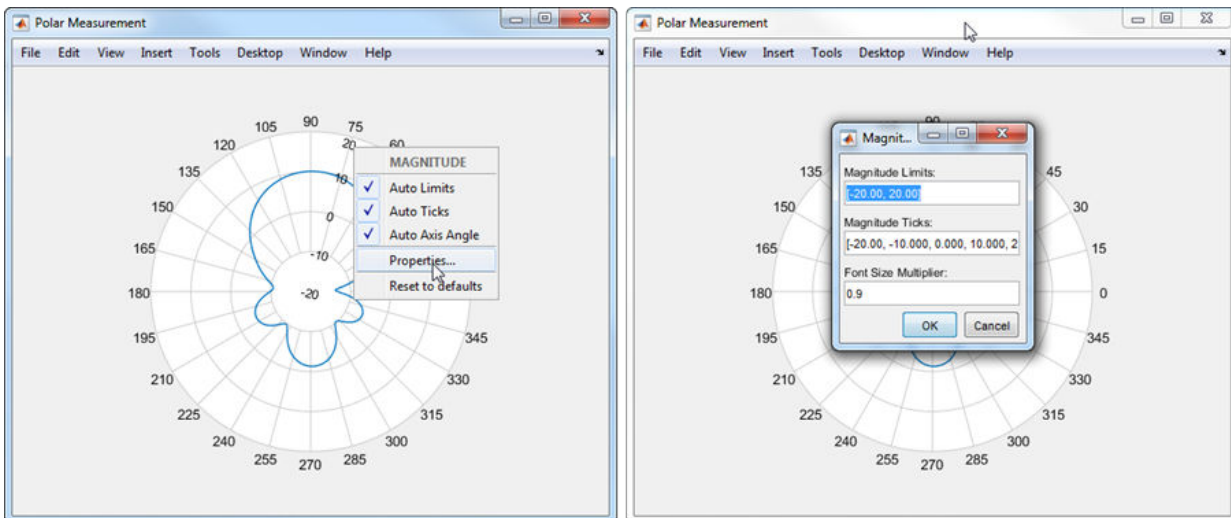 Polar Measurement
File Edit View Insert Tools Desktop Window Help
105 90 75
120 20 60
MAGNITUDE
135
10
Auto Limits
150
0
Auto Ticks
Auto Axis Angle
165
-10
Properties...
180
-20
Reset to defaults
195 345
210 330
225 315
240 300
255 270 285
Polar Measurement
File Edit View Insert Tools Desktop Window Help
90
Magnit...
135 45
Magnitude Limits:
[-20.00, 20.00]
150 30
Magnitude Ticks:
[-20.00, -10.000, 0.000, 10.000, 2
165 15
Font Size Multiplier:
180 0
0.9
OK Cancel
195 345
210 330
225 315
240 300
255 270 285